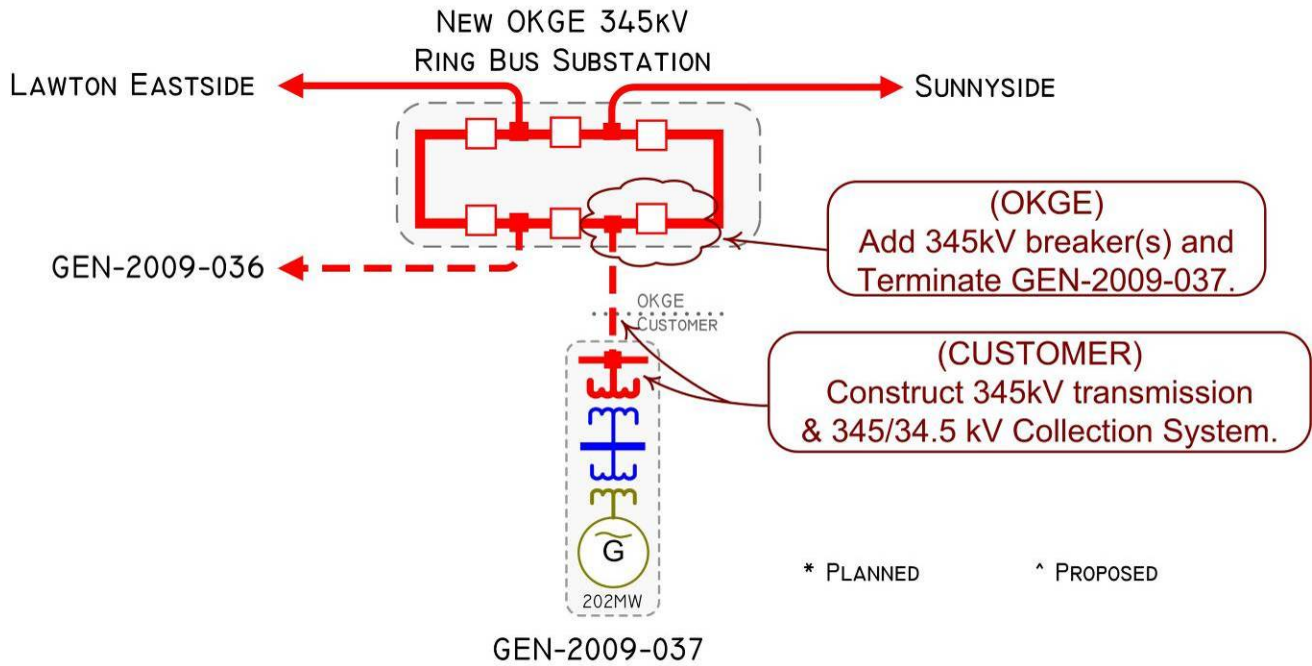 New OKGE 345kV
Ring Bus Substation
Lawton Eastside
Sunnyside
(OKGE)
Add 345kV breaker(s) and
Terminate GEN-2009-037.
GEN-2009-036
OKGE
Customer
(CUSTOMER)
Construct 345kV transmission
& 345/34.5 kV Collection System.
G
202MW
* Planned
^ Proposed
GEN-2009-037